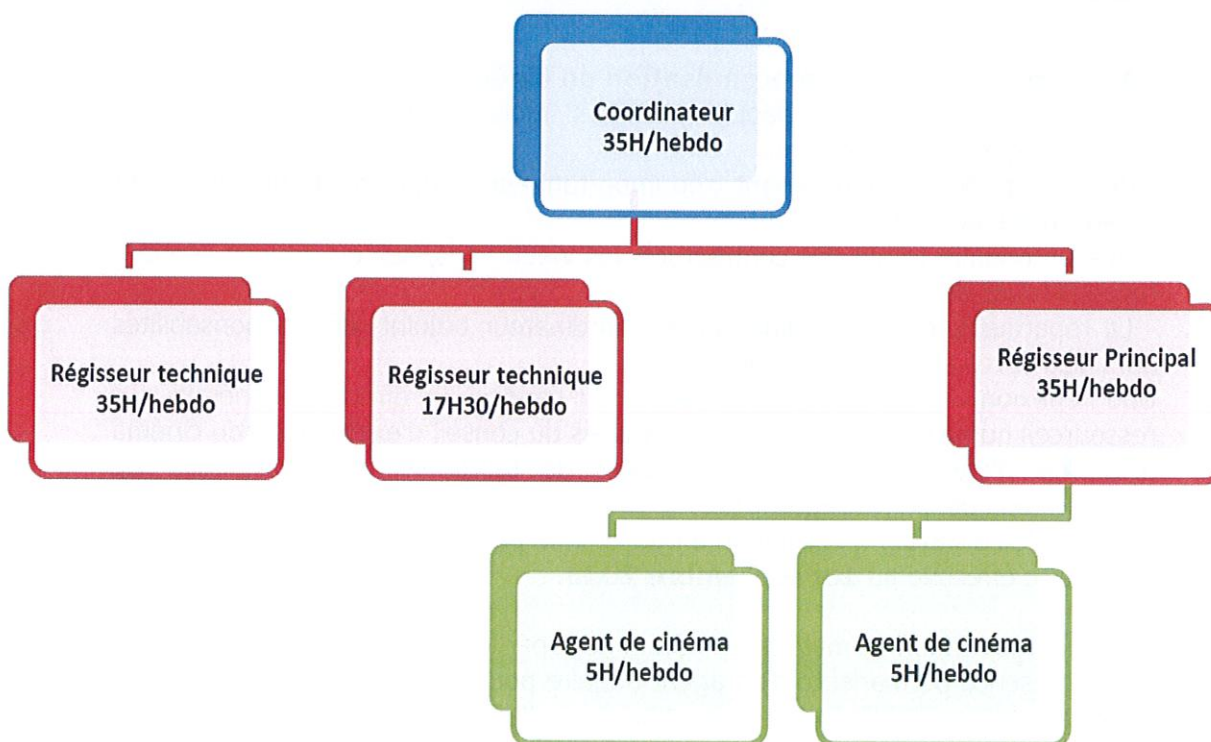 Coordinateur
35H/hebdo
Régisseur technique
35H/hebdo
Régisseur technique
17H30/hebdo
Régisseur Principal
35H/hebdo
Agent de cinéma
5H/hebdo
Agent de cinéma
5H/hebdo